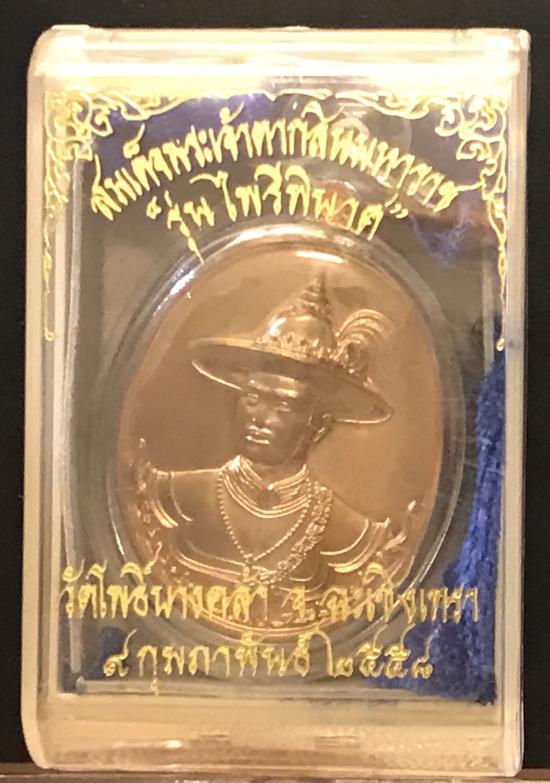 สมเด็จพระเจ้าตากสินมหาราช
“รุ่นไพรีพินาศ”
วัดโพธิ์บางคล้า จ.ฉะเชิงเทรา
๙ กุมภาพันธ์ ๒๕๕๘